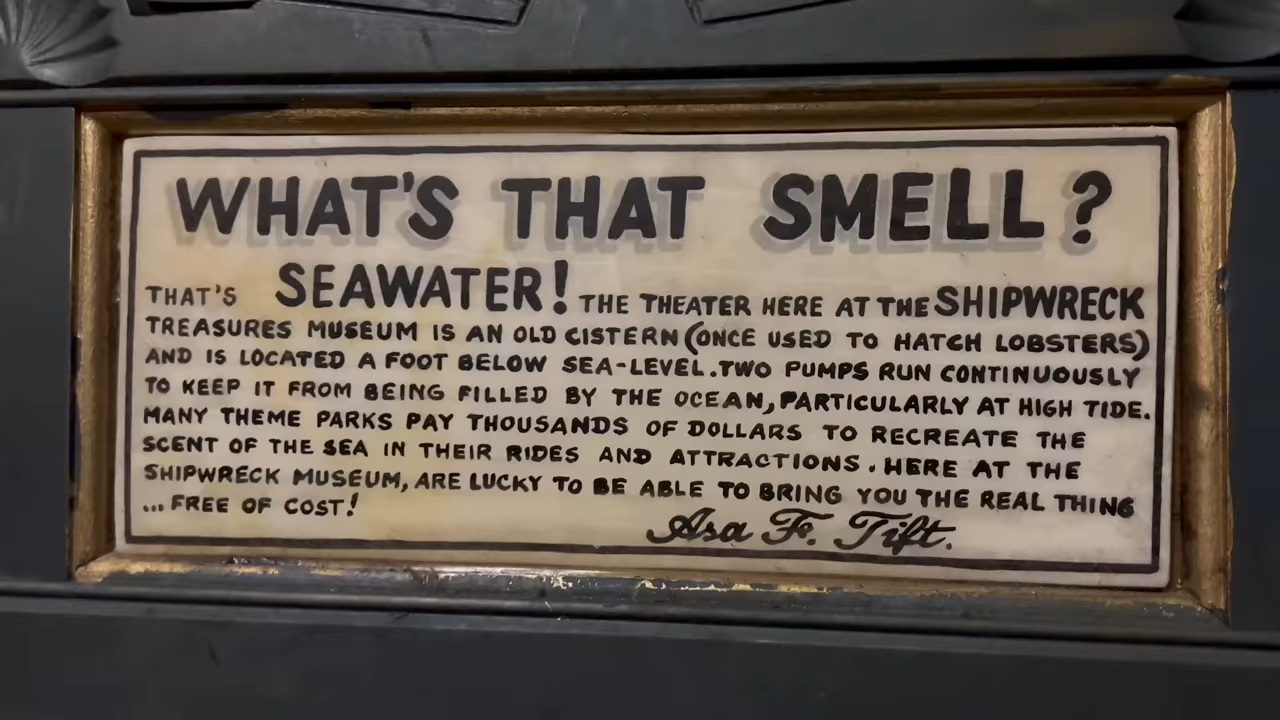 WHAT'S THAT SMELL?
THAT'S SEAWATER! THE THEATER HERE AT THE SHIPWRECK
TREASURES MUSEUM IS AN OLD CISTERN (ONCE USED TO HATCH LOBSTERS)
AND IS LOCATED A FOOT BELOW SEA-LEVEL. TWO PUMPS RUN CONTINUOUSLY
TO KEEP IT FROM BEING FILLED BY THE OCEAN, PARTICULARLY AT HIGH TIDE.
MANY THEME PARKS PAY THOUSANDS OF DOLLARS TO RECREATE THE
SCENT OF THE SEA IN THEIR RIDES AND ATTRACTIONS. HERE AT THE
SHIPWRECK MUSEUM, ARE LUCKY TO BE ABLE TO BRING YOU THE REAL THING
...FREE OF COST!
Asa F. Tift.